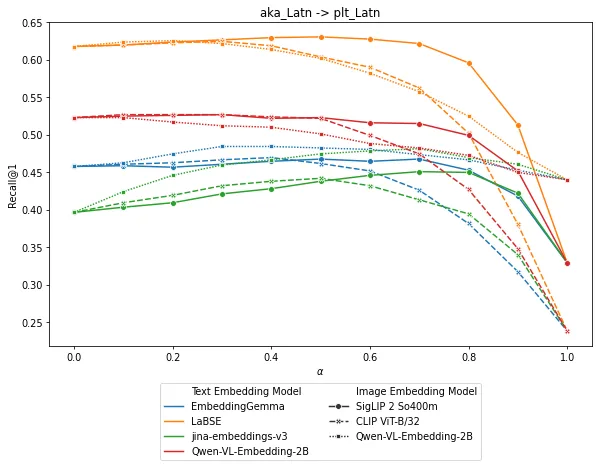 aka_Latn -> plt_Latn
0.65
0.60
0.55
0.50
0.45
0.40
0.35
0.30
0.25
Recall@1
0.0 0.2 0.4 0.6 0.8 1.0
α
Text Embedding Model Image Embedding Model
EmbeddingGemma SigLIP 2 So400m
LaBSE CLIP ViT-B/32
jina-embeddings-v3 Qwen-VL-Embedding-2B
Qwen-VL-Embedding-2B